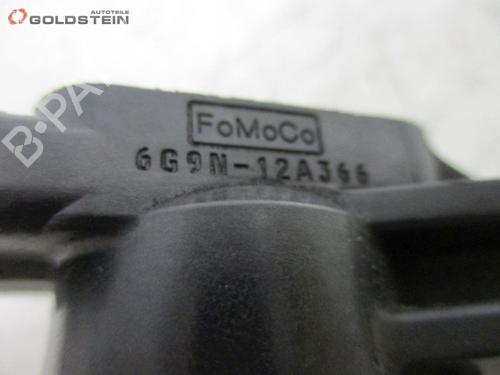 AUTOTEILE
GOLDSTEIN
B-PA
FoMoCo
6G9N-12A366